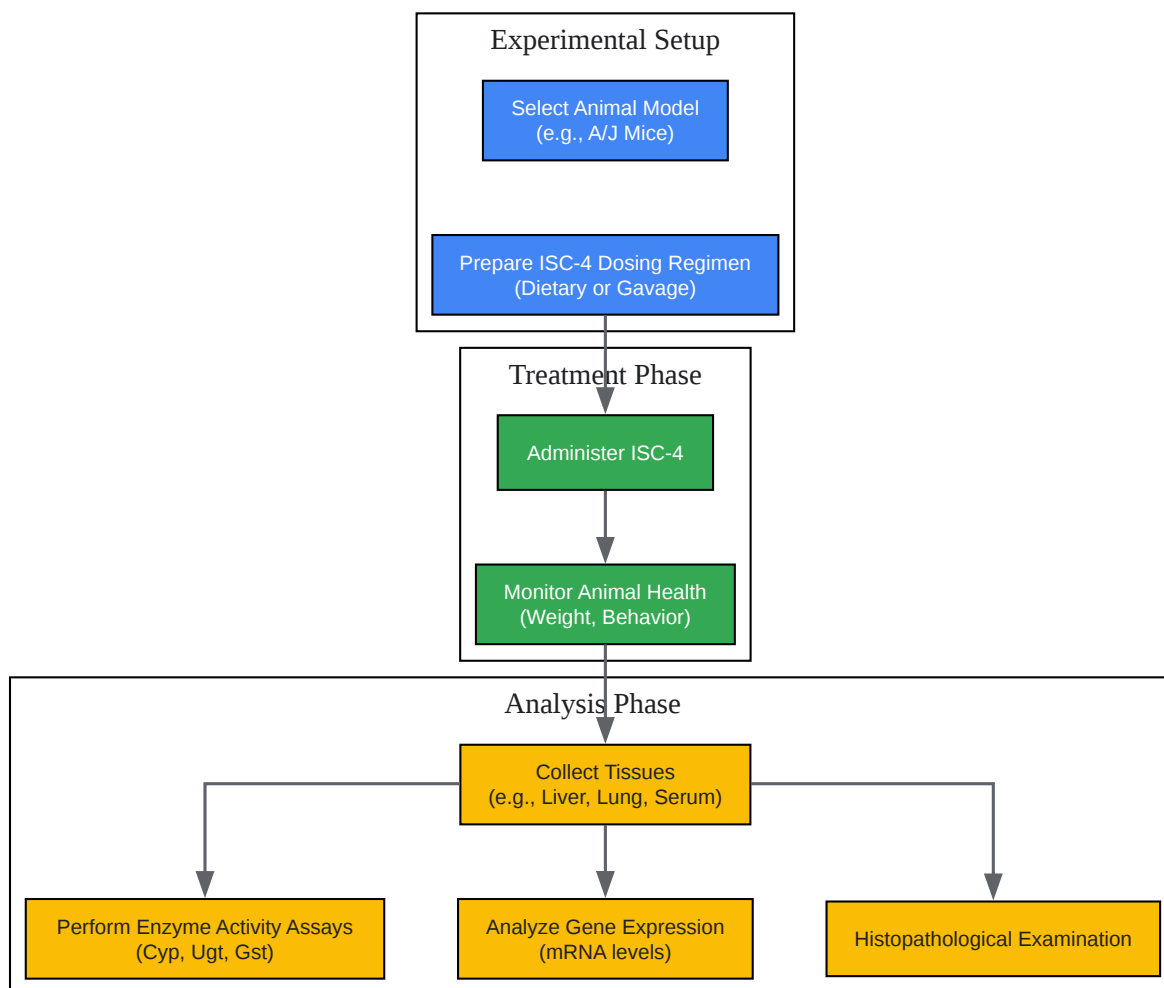 Experimental Setup
Select Animal Model
(e.g., A/J Mice)
Prepare ISC-4 Dosing Regimen
(Dietary or Gavage)
Treatment Phase
Administer ISC-4
Monitor Animal Health
(Weight, Behavior)
Analysis Phase
Collect Tissues
(e.g., Liver, Lung, Serum)
Perform Enzyme Activity Assays
(Cyp, Ugt, Gst)
Analyze Gene Expression
(mRNA levels)
Histopathological Examination